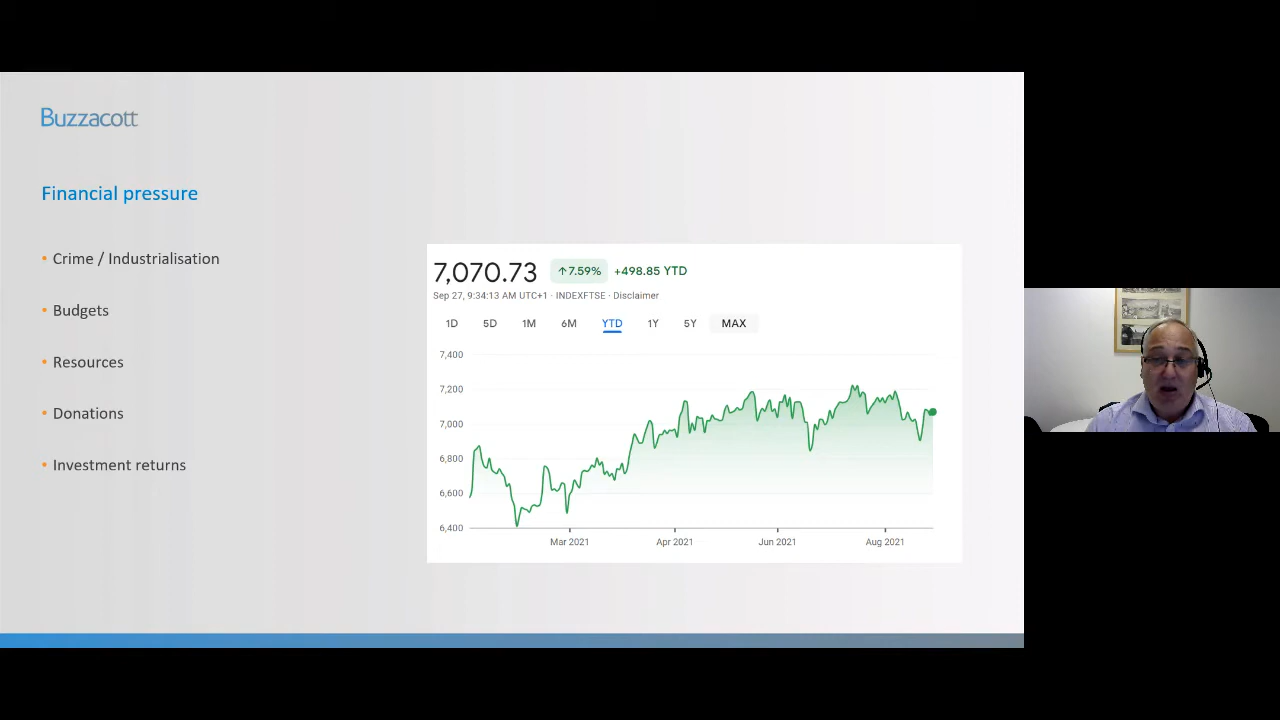 Buzzacott
Financial pressure
• Crime / Industrialisation
• Budgets
• Resources
• Donations
• Investment returns
7,070.73 ↑7.59% +498.85 YTD
Sep 27, 9:34:13 AM UTC+1 · INDEXFTSE · Disclaimer
1D 5D 1M 6M YTD 1Y 5Y MAX
7,400
7,200
7,000
6,800
6,600
6,400
Mar 2021 Apr 2021 Jun 2021 Aug 2021